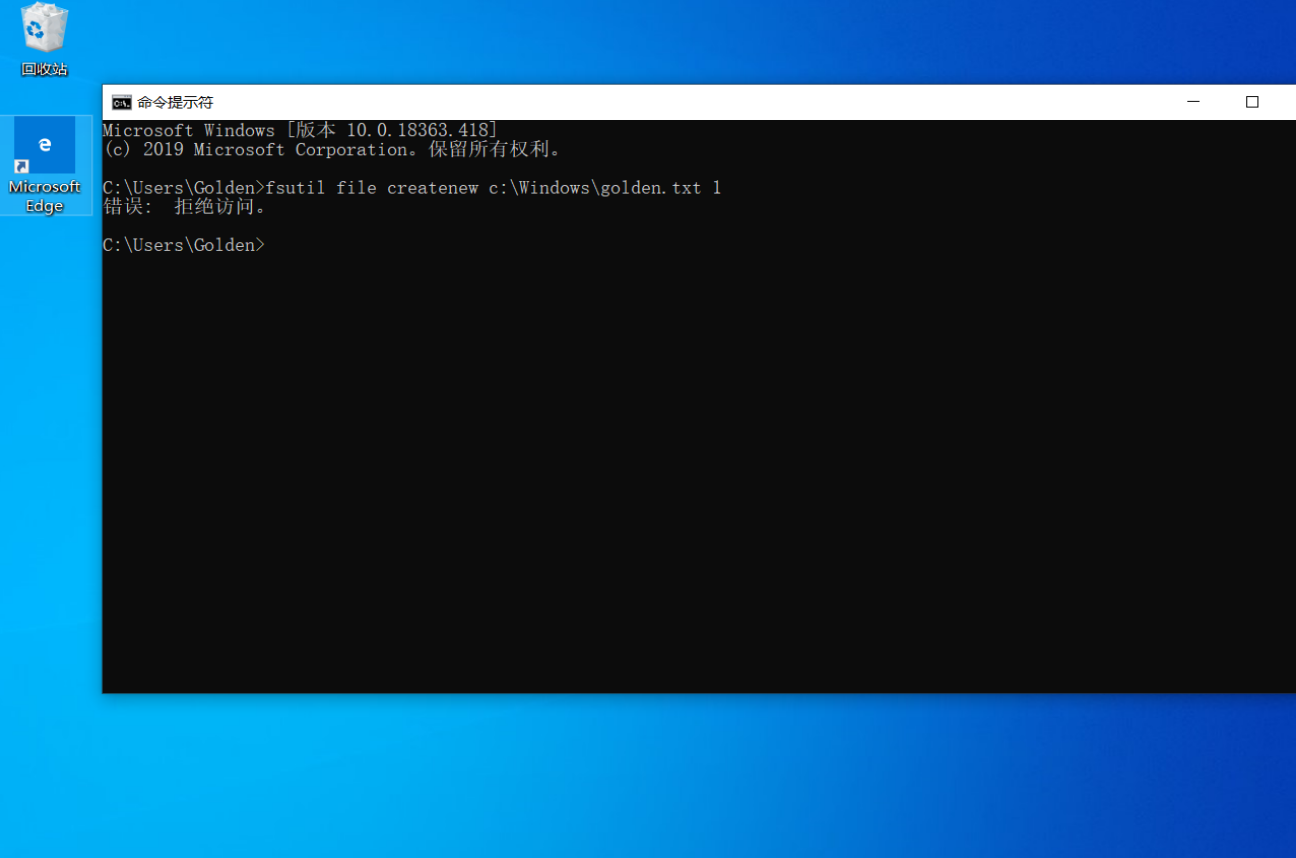 回收站
Microsoft
Edge
命令提示符
Microsoft Windows [版本 10.0.18363.418]
(c) 2019 Microsoft Corporation。保留所有权利。
C:\Users\Golden>fsutil file createnew c:\Windows\golden.txt 1
错误: 拒绝访问。
C:\Users\Golden>